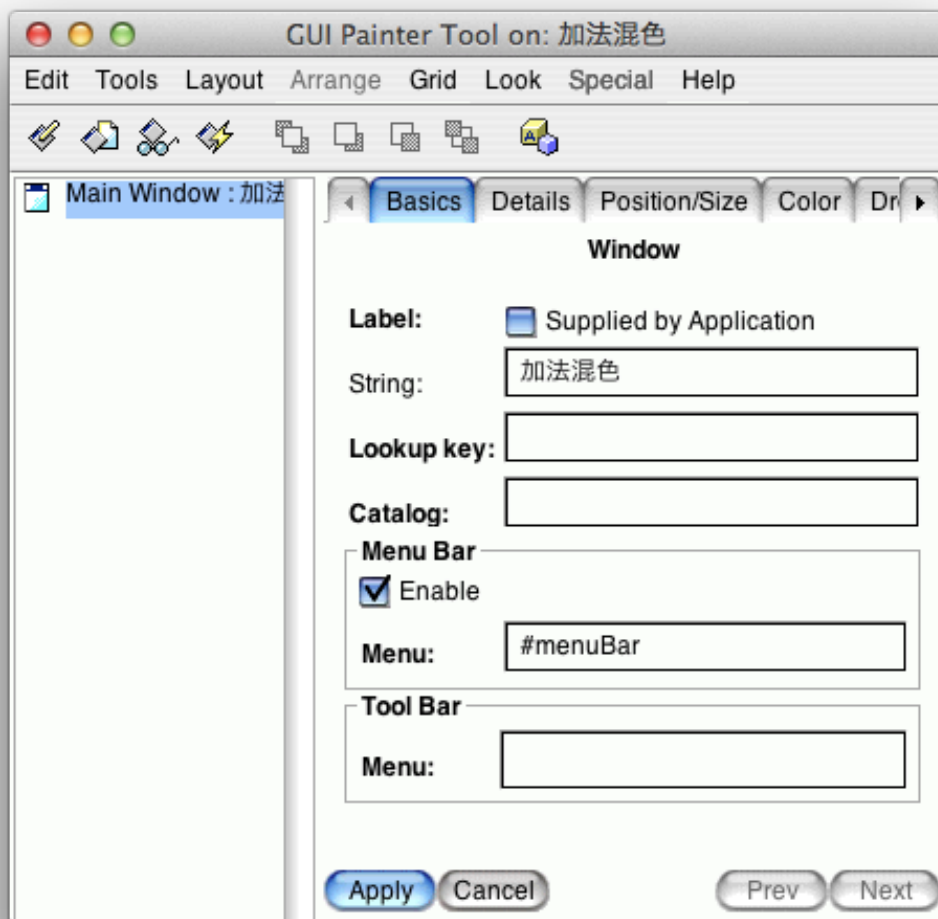 GUI Painter Tool on: 加法混色
Edit Tools Layout Arrange Grid Look Special Help
Main Window : 加法
Basics Details Position/Size Color
Window
Label: Supplied by Application
String: 加法混色
Lookup key:
Catalog:
Menu Bar
Enable
Menu: #menuBar
Tool Bar
Menu:
Apply Cancel Prev Next